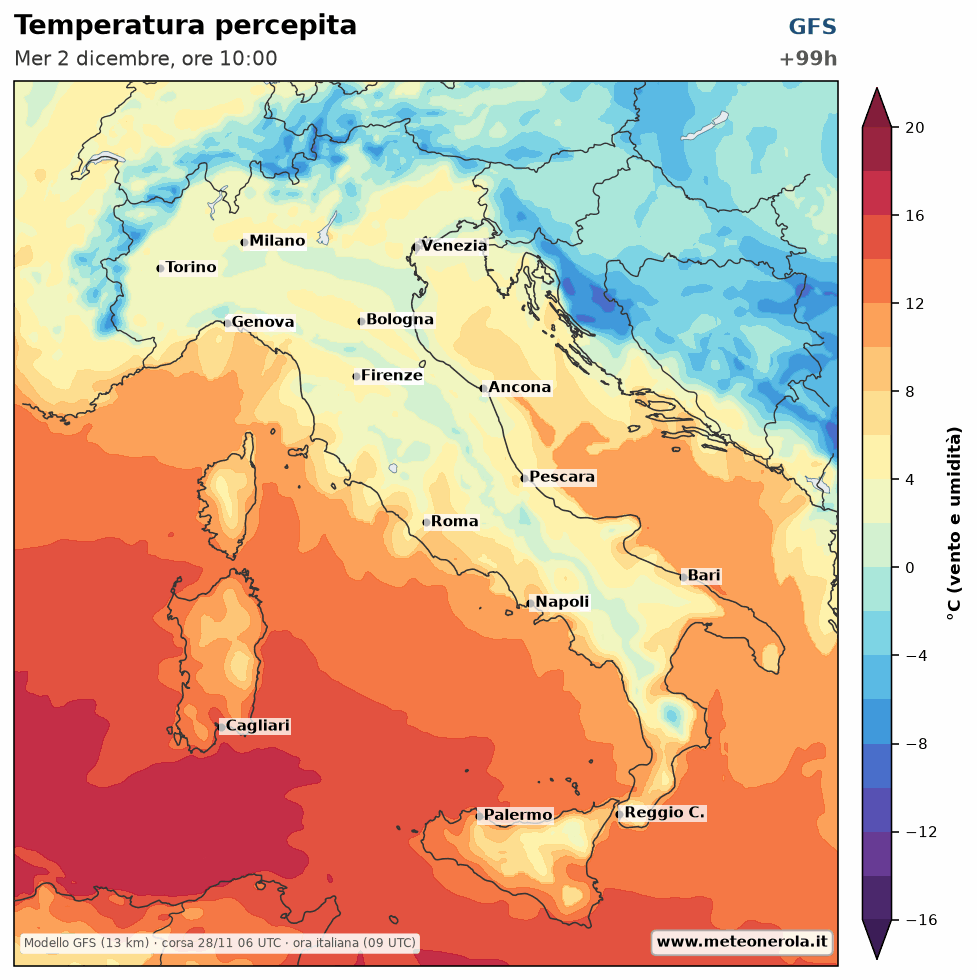 Temperatura percepita
GFS
Mer 2 dicembre, ore 10:00
+99h
Milano
Venezia
Torino
Genova
Bologna
Firenze
Ancona
Pescara
Roma
Bari
Napoli
Cagliari
Palermo
Reggio C.
20
16
12
8
4
0
−4
−8
−12
−16
°C (vento e umidità)
Modello GFS (13 km) · corsa 28/11 06 UTC · ora italiana (09 UTC)
www.meteonerola.it